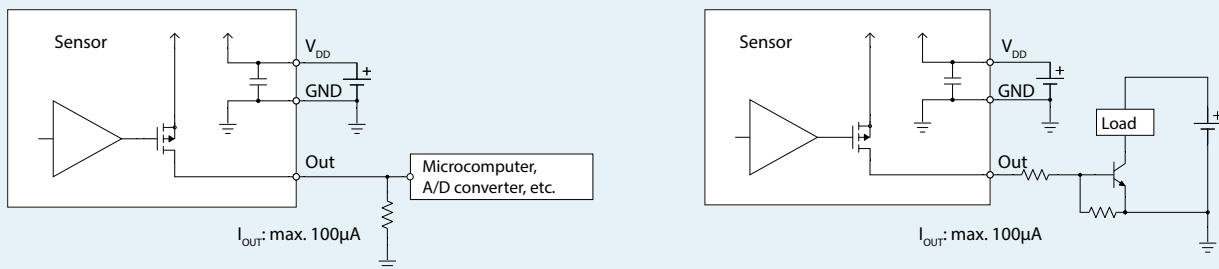 Sensor
V_DD
+
GND
Out
Microcomputer,
A/D converter, etc.
I_OUT: max. 100µA
Sensor
V_DD
+
GND
Load
+
Out
I_OUT: max. 100µA